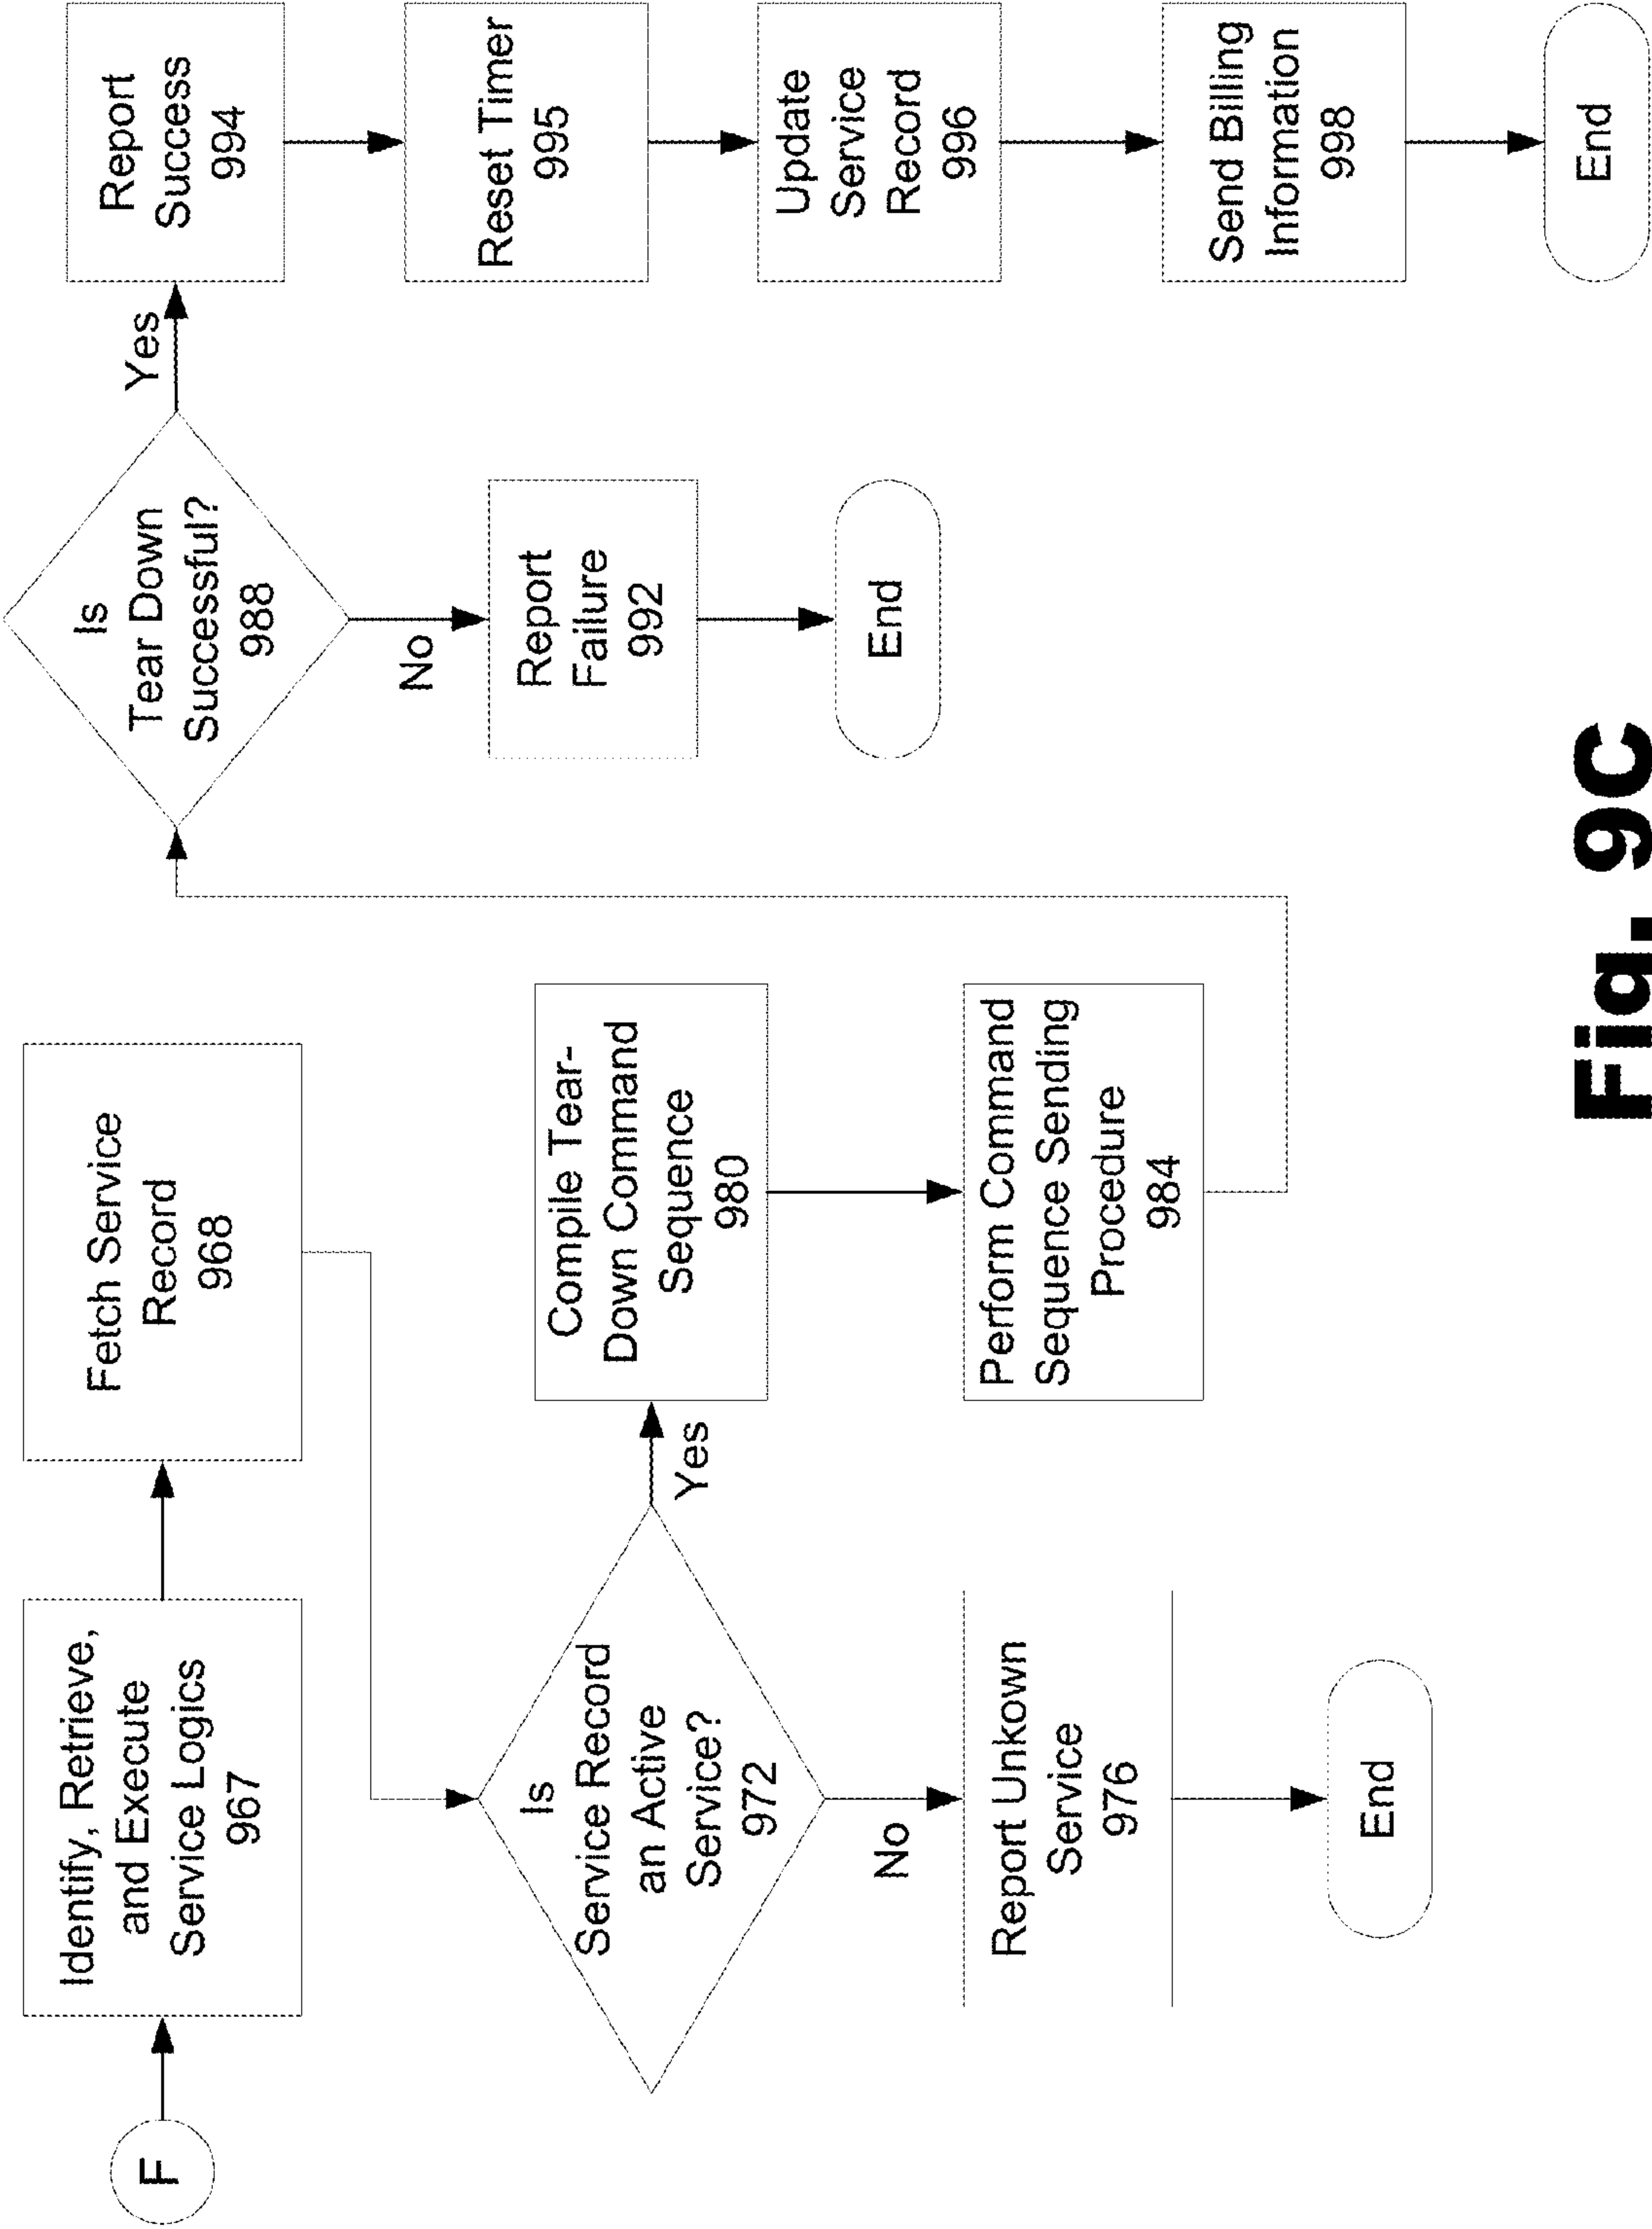 F
Identify, Retrieve,
and Execute
Service Logics
967
Fetch Service
Record
968
Is
Service Record
an Active
Service?
972
Yes
No
Report Unkown
Service
976
End
Compile Tear-
Down Command
Sequence
980
Perform Command
Sequence Sending
Procedure
984
Is
Tear Down
Successful?
988
Yes
No
Report
Failure
992
End
Report
Success
994
Reset Timer
995
Update
Service
Record
996
Send Billing
Information
998
End
Fig. 9C